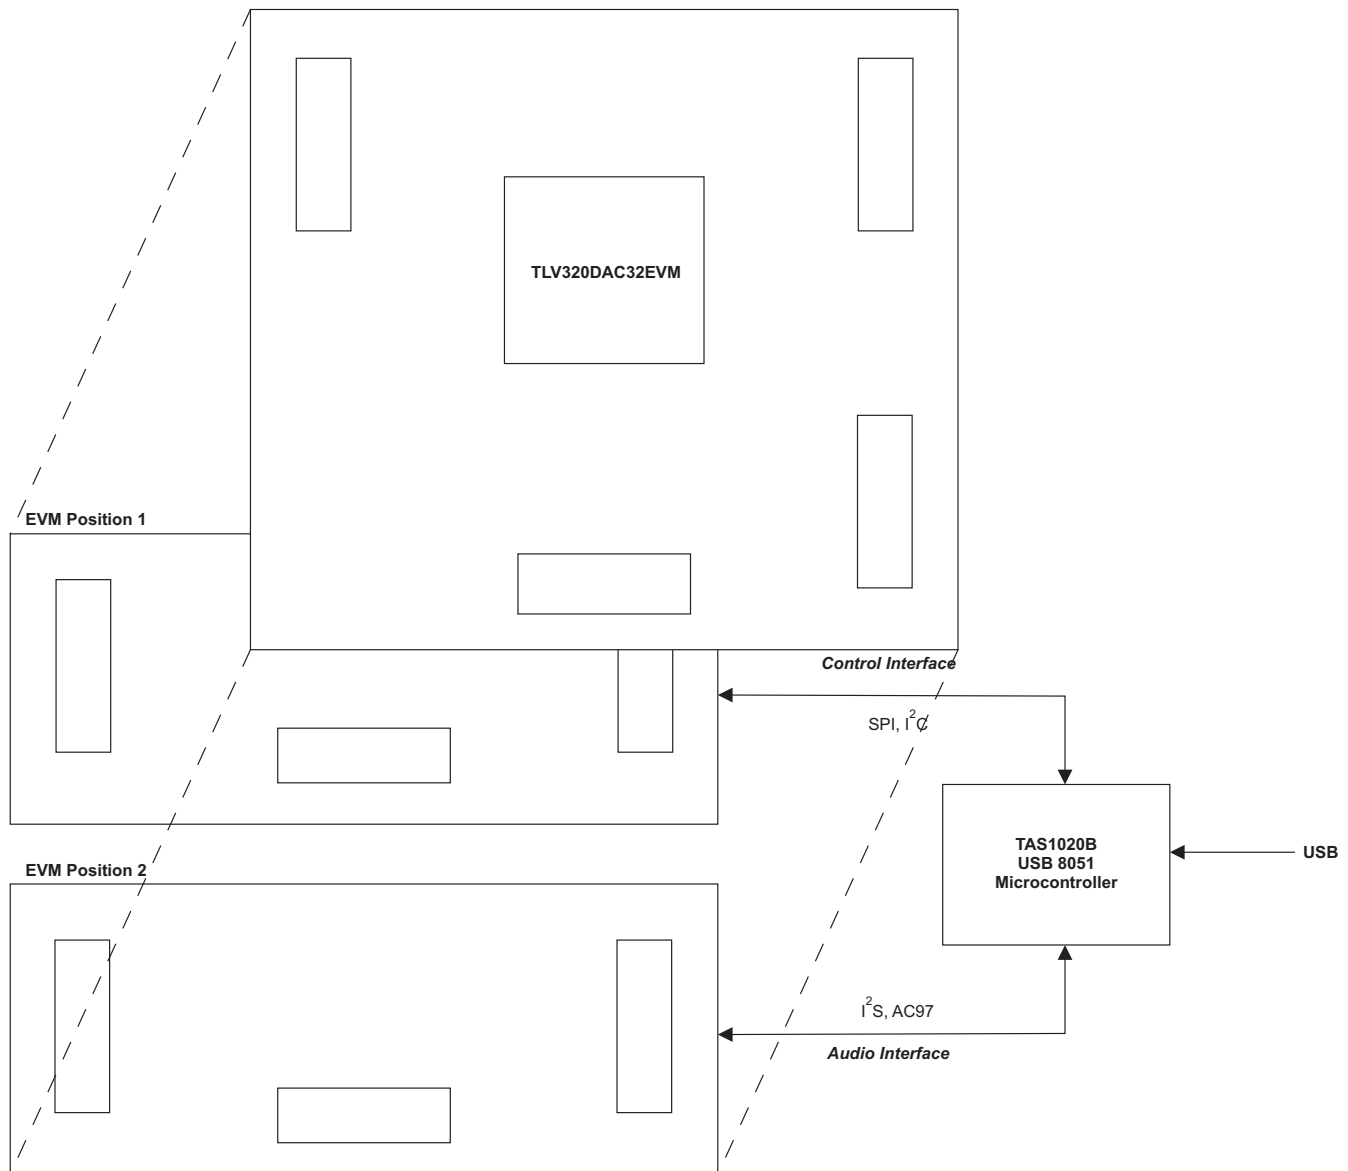 TLV320DAC32EVM
EVM Position 1
Control Interface
SPI, I²C
TAS1020B
USB 8051
Microcontroller
USB
EVM Position 2
I²S, AC97
Audio Interface